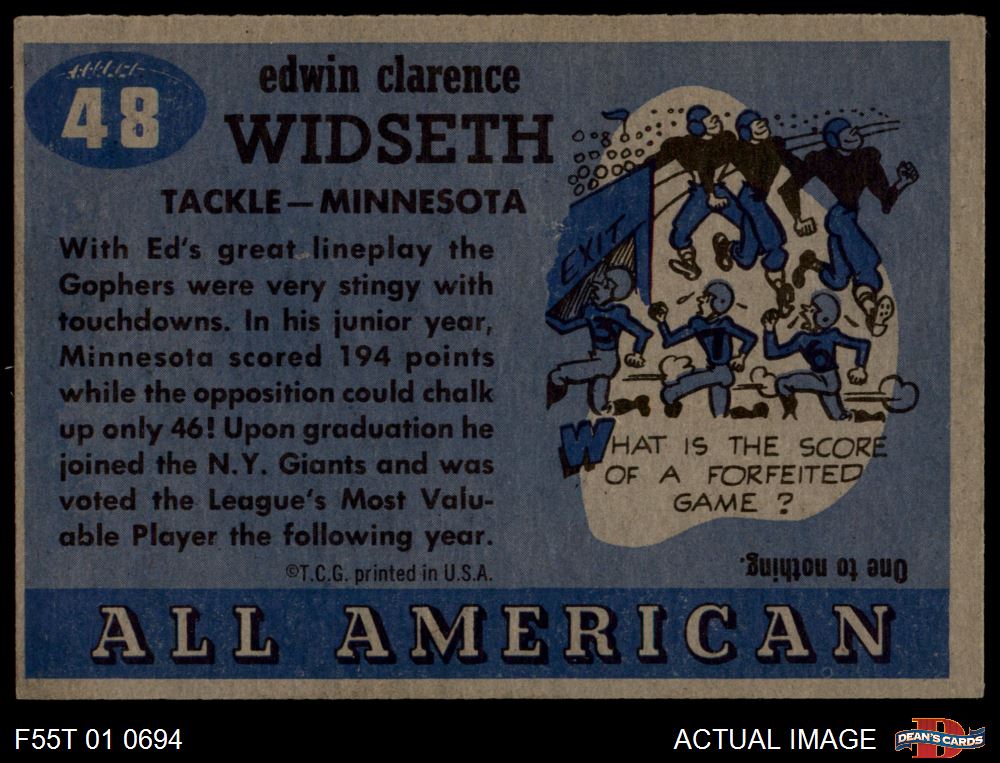 48
edwin clarence
WIDSETH
TACKLE—MINNESOTA
With Ed's great lineplay the
Gophers were very stingy with
touchdowns. In his junior year,
Minnesota scored 194 points
while the opposition could chalk
up only 46! Upon graduation he
joined the N.Y. Giants and was
voted the League's Most Valu-
able Player the following year.
©T.C.G. printed in U.S.A.
EXIT
WHAT IS THE SCORE
OF A FORFEITED
GAME ?
One to nothing.
ALL AMERICAN
F55T 01 0694
ACTUAL IMAGE
DEAN'S CARDS